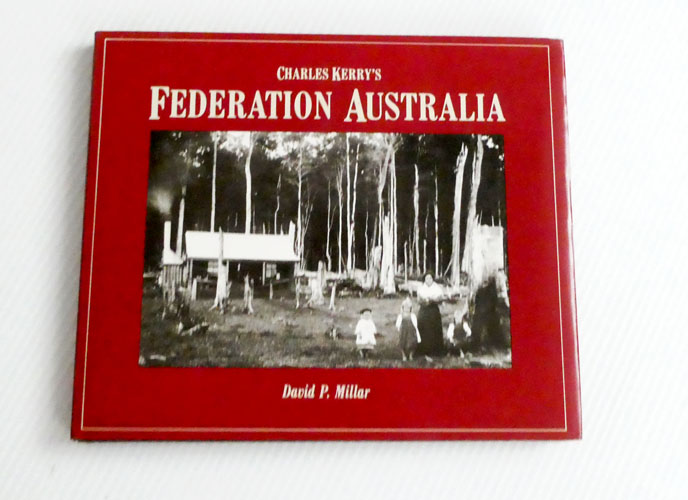 CHARLES KERRY'S
FEDERATION AUSTRALIA
David P. Millar